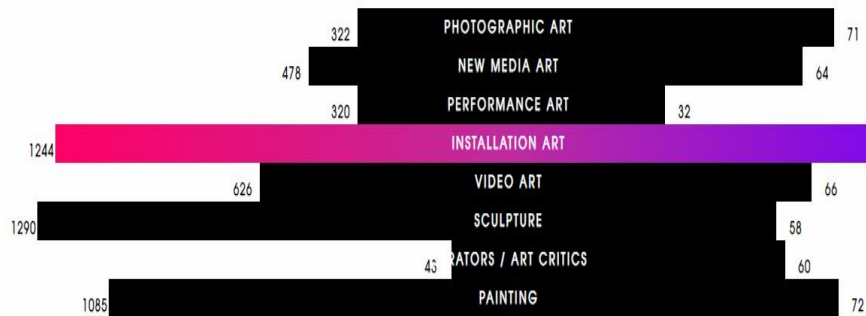 322 PHOTOGRAPHIC ART 71
478 NEW MEDIA ART 64
320 PERFORMANCE ART 32
1244 INSTALLATION ART
626 VIDEO ART 66
1290 SCULPTURE 58
43 RATORS / ART CRITICS 60
1085 PAINTING 72